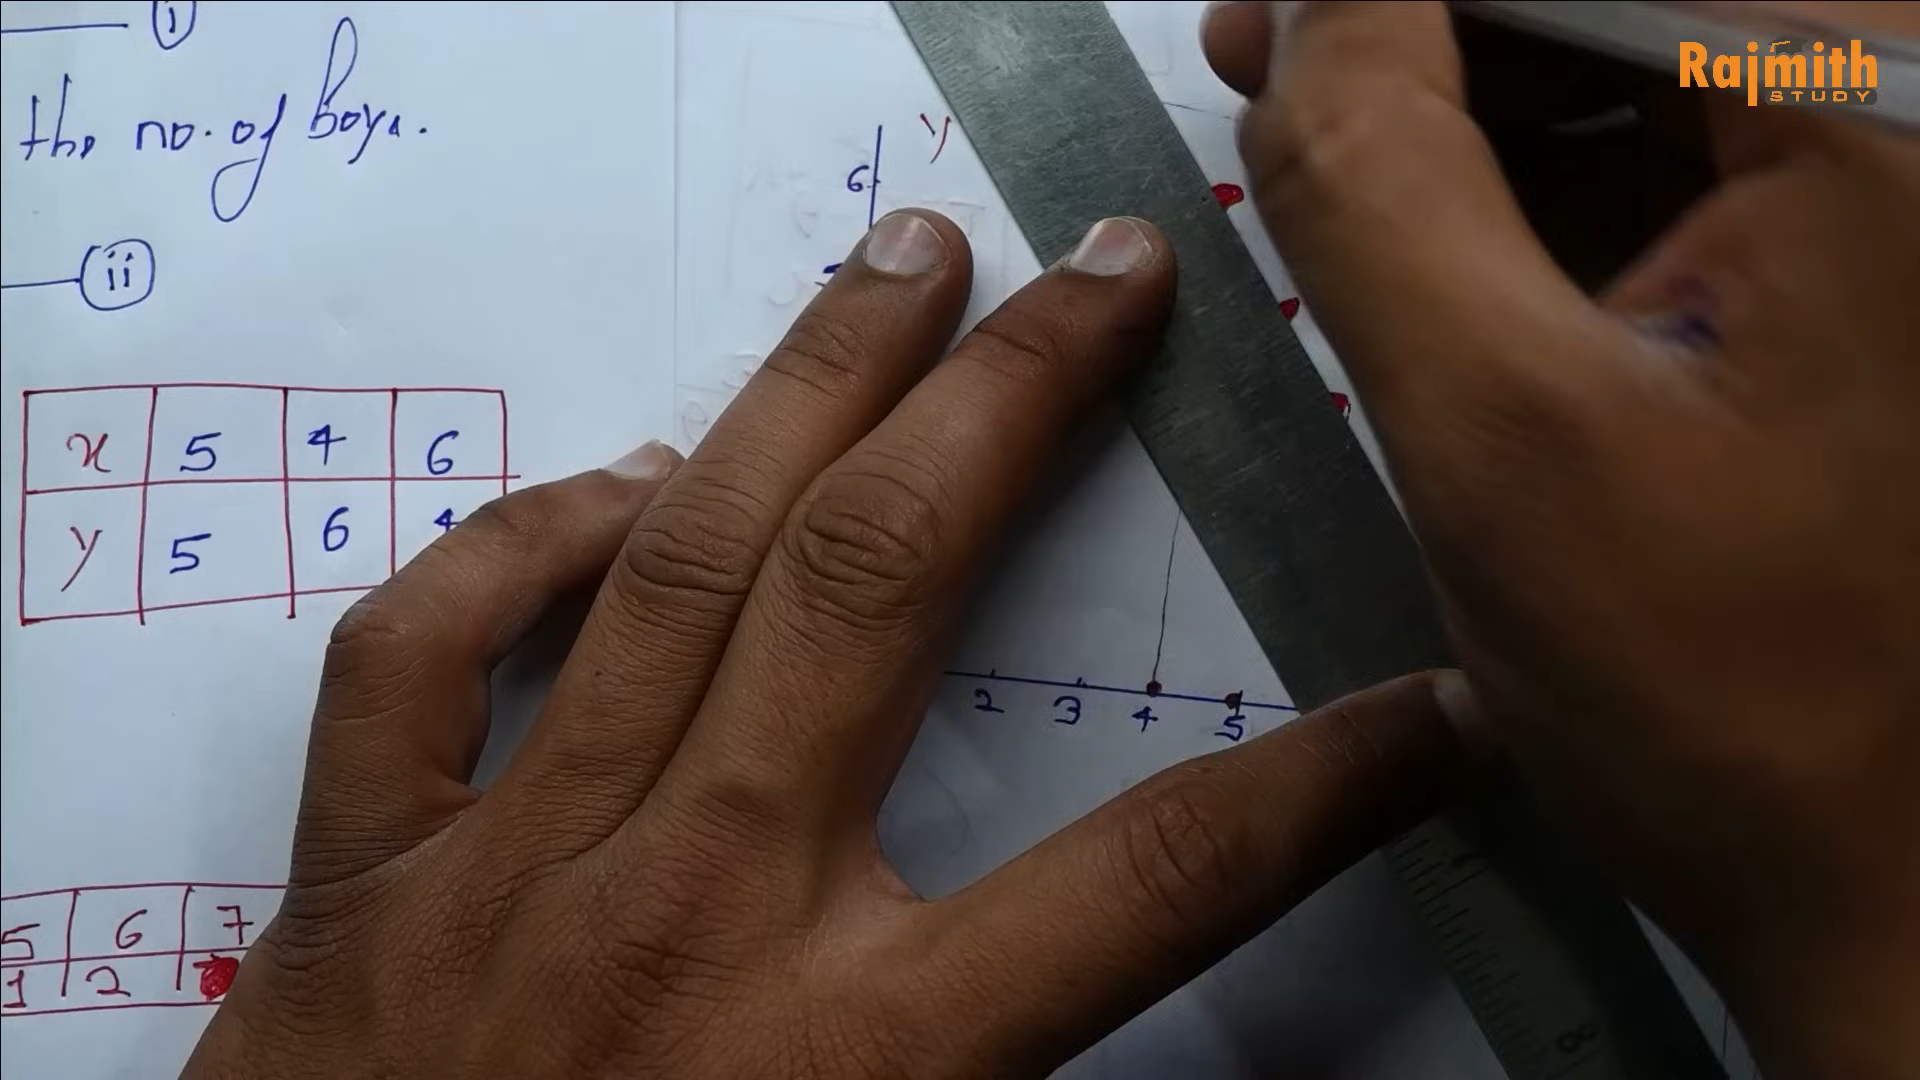 i
the no. of boys.
ii
x 5 4 6
y 5 6 4
5 6 7
1 2
y
6
2 3 4 5
8
Rajmith
STUDY